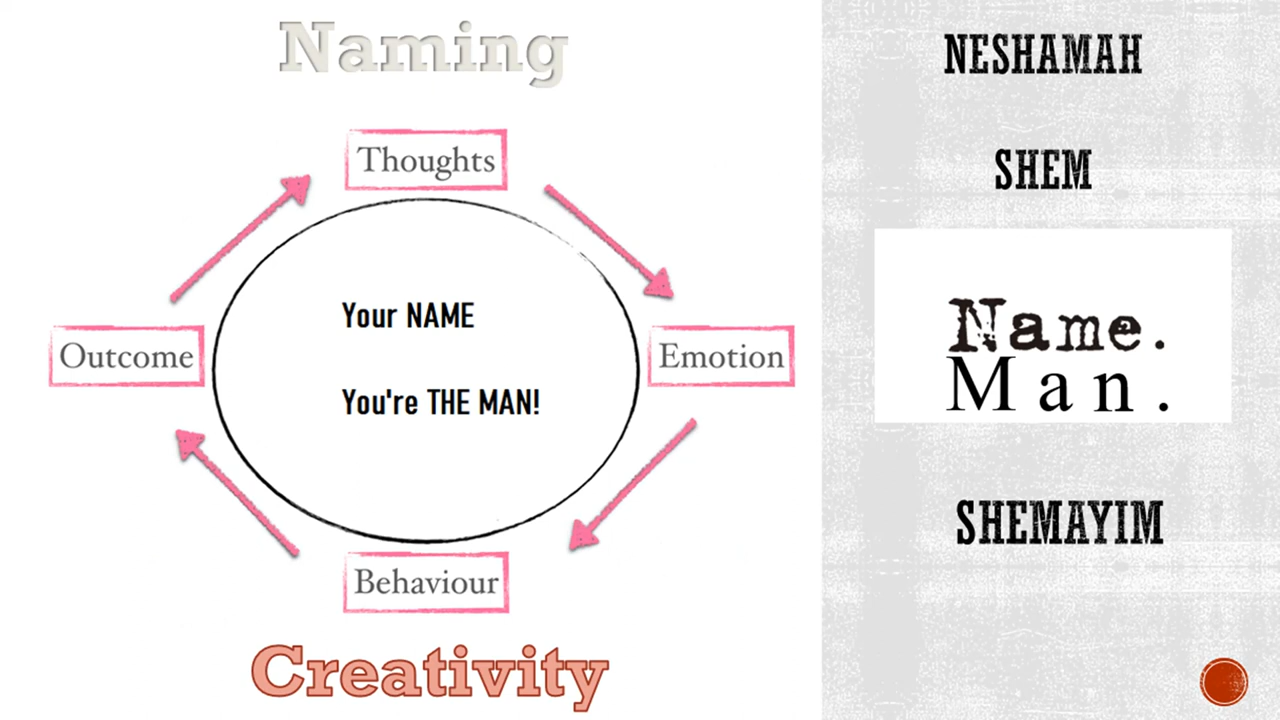 Naming
Thoughts
Your NAME
Outcome
Emotion
You're THE MAN!
Behaviour
Creativity
NESHAMAH
SHEM
Name.
Man.
SHEMAYIM